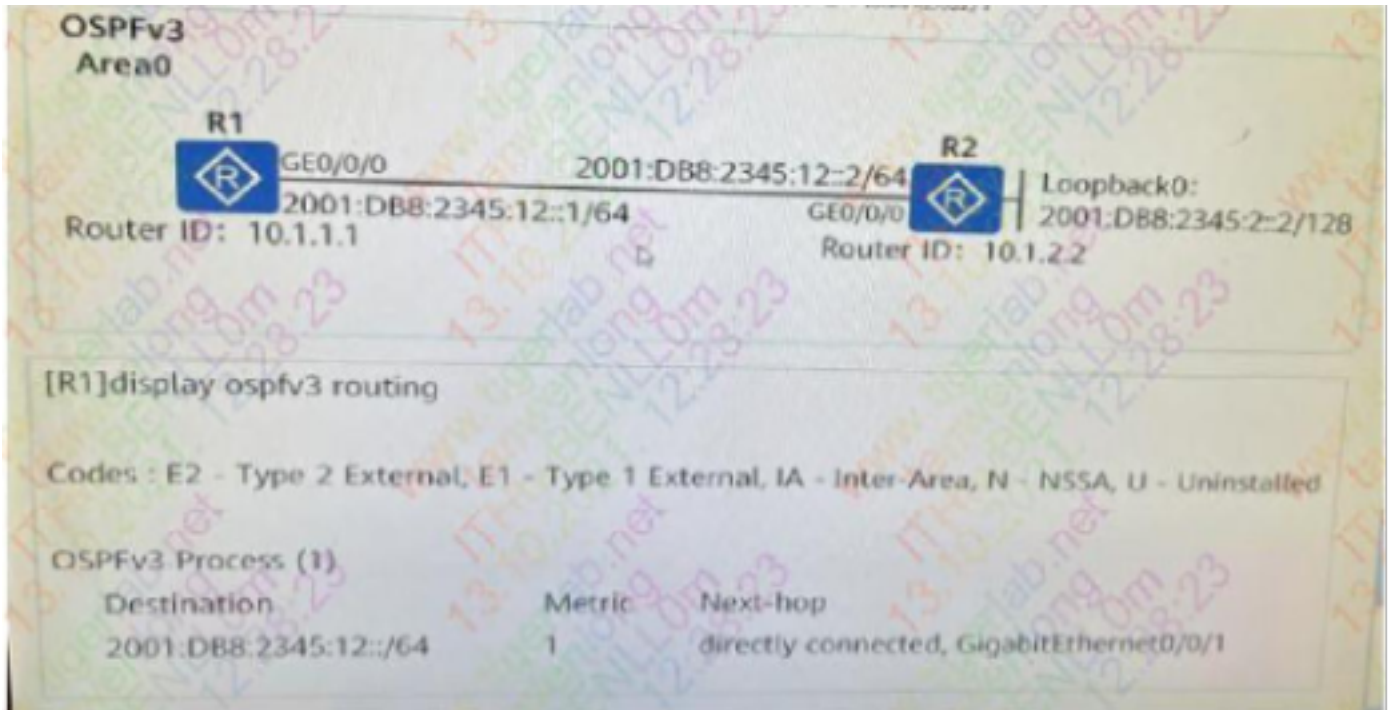 OSPFv3
Area0
R1
R2
GE0/0/0
2001:DB8:2345:12::2/64
Loopback0:
2001:DB8:2345:12::1/64
GE0/0/0
2001:DB8:2345:2::2/128
Router ID: 10.1.1.1
Router ID: 10.1.2.2
[R1]display ospfv3 routing
Codes : E2 - Type 2 External, E1 - Type 1 External, IA - Inter-Area, N - NSSA, U - Uninstalled
OSPFv3 Process (1)
Destination Metric Next-hop
2001:DB8:2345:12::/64 1 directly connected, GigabitEthernet0/0/1
12:28:23